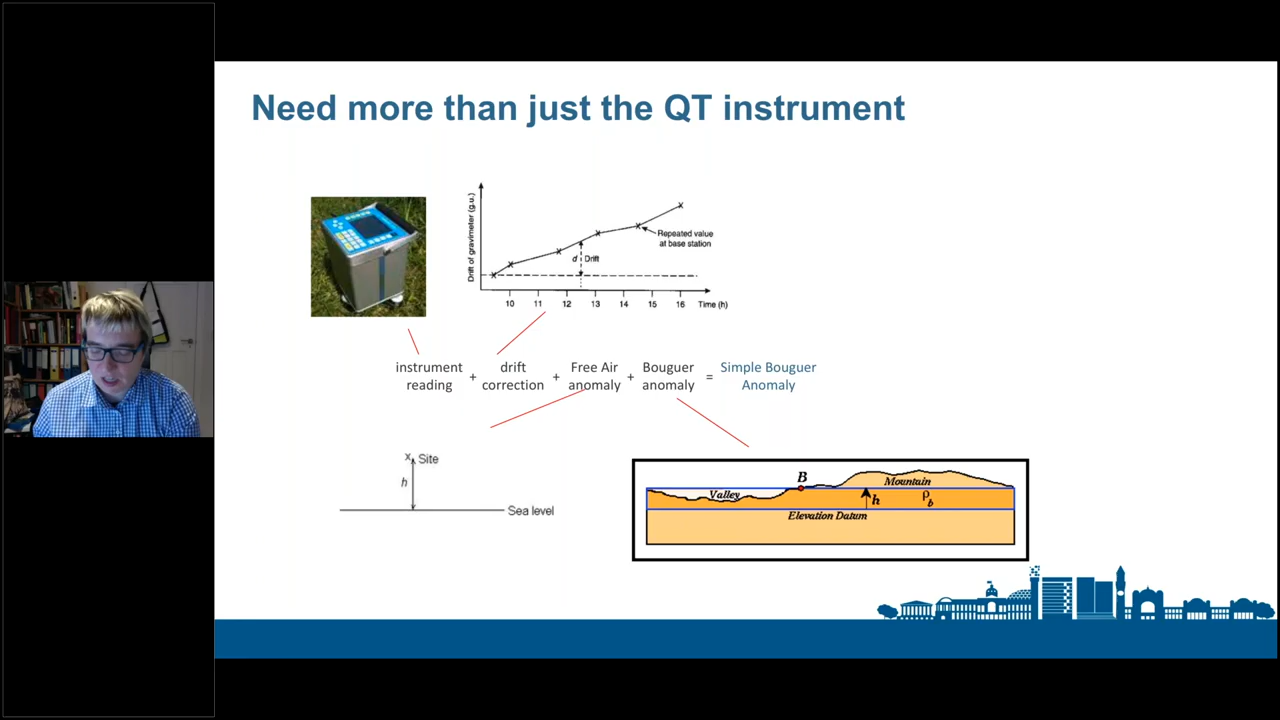 Need more than just the QT instrument
Drift of gravimeter (g.u.)
Repeated value
at base station
d
Drift
10 11 12 13 14 15 16 Time (h)
instrument reading + drift correction + Free Air anomaly + Bouguer anomaly = Simple Bouguer Anomaly
x Site
h
Sea level
B
Valley
Mountain
h
ρb
Elevation Datum